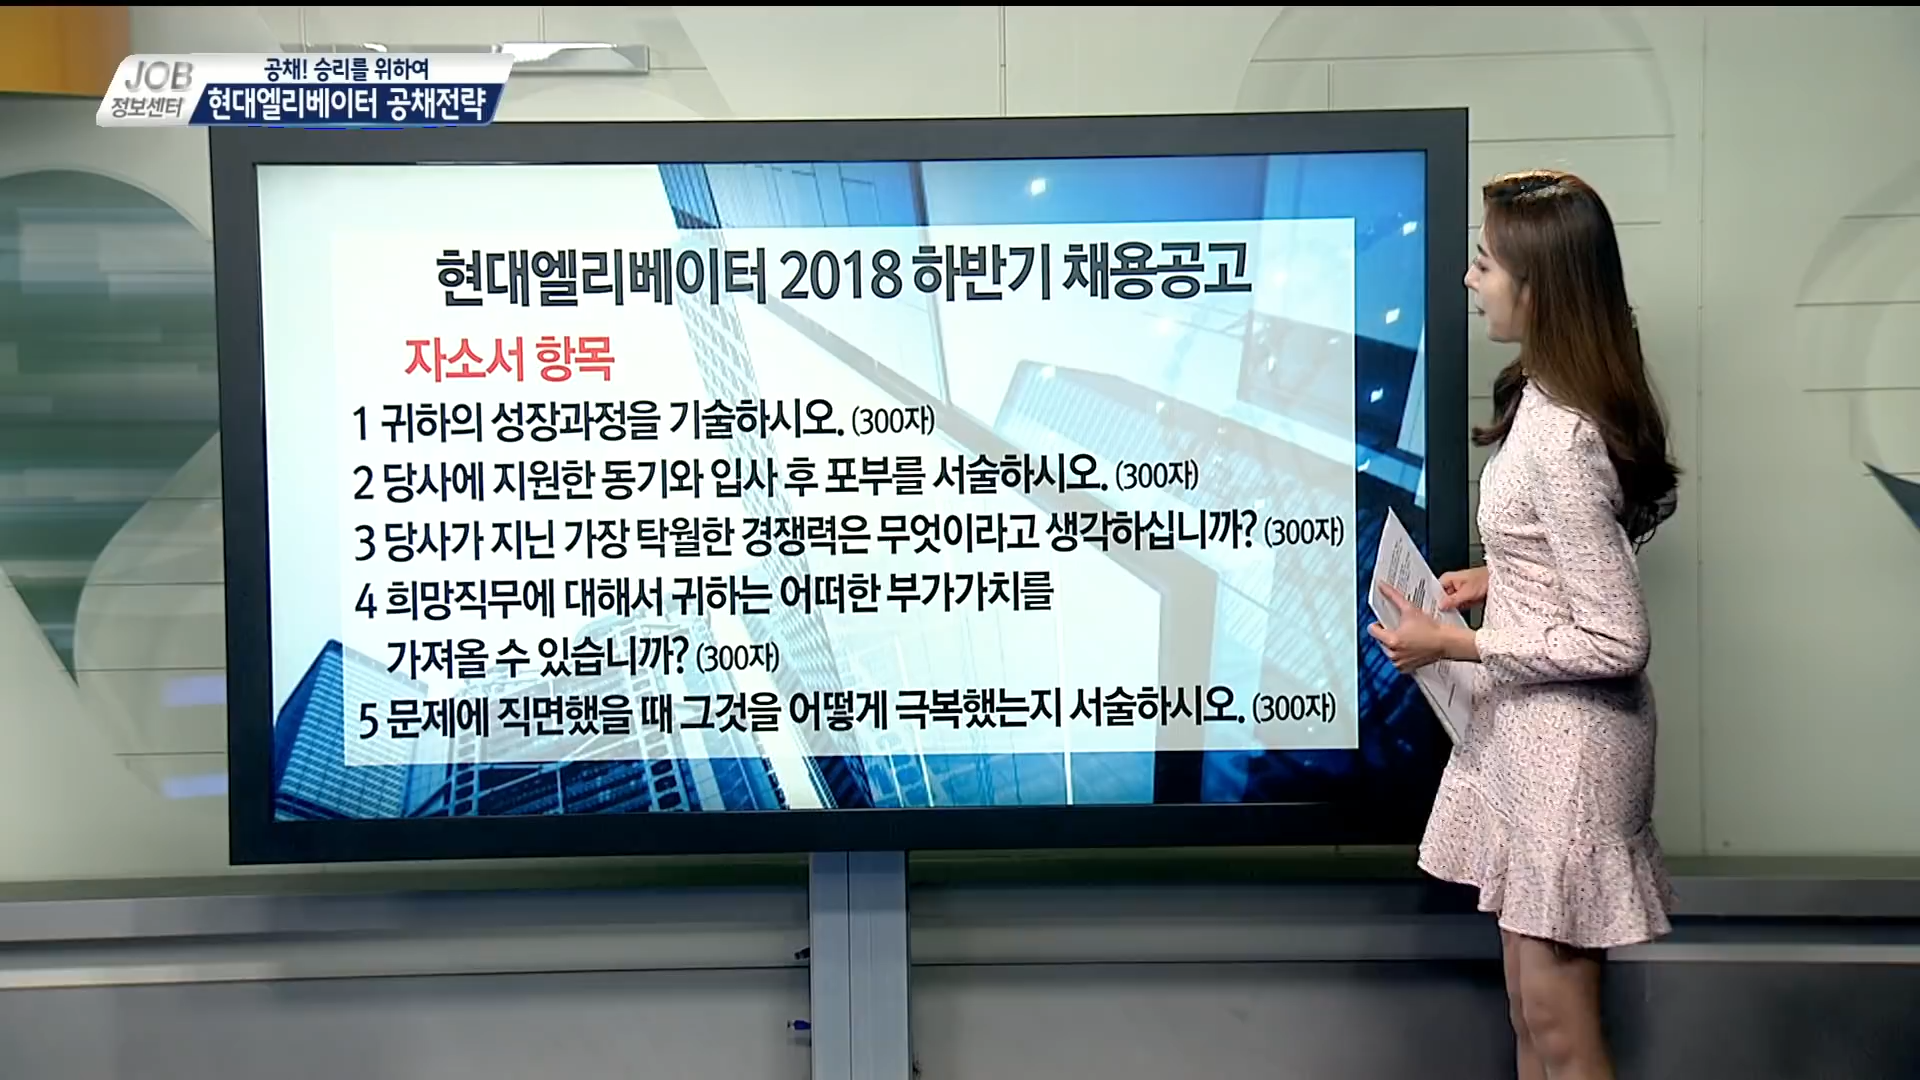 JOB
정보센터
공채! 승리를 위하여
현대엘리베이터 공채전략
현대엘리베이터 2018 하반기 채용공고
자소서 항목
1 귀하의 성장과정을 기술하시오. (300자)
2 당사에 지원한 동기와 입사 후 포부를 서술하시오. (300자)
3 당사가 지닌 가장 탁월한 경쟁력은 무엇이라고 생각하십니까? (300자)
4 희망직무에 대해서 귀하는 어떠한 부가가치를
가져올 수 있습니까? (300자)
5 문제에 직면했을 때 그것을 어떻게 극복했는지 서술하시오. (300자)